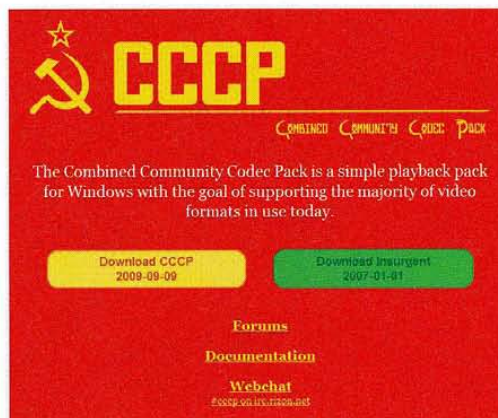 CCCP
Combined Community Codec Pack
The Combined Community Codec Pack is a simple playback pack
for Windows with the goal of supporting the majority of video
formats in use today.
Download CCCP
2009-09-09
Download Insurgent
2007-01-01
Forums
Documentation
Webchat
#cccp on irc.rizon.net